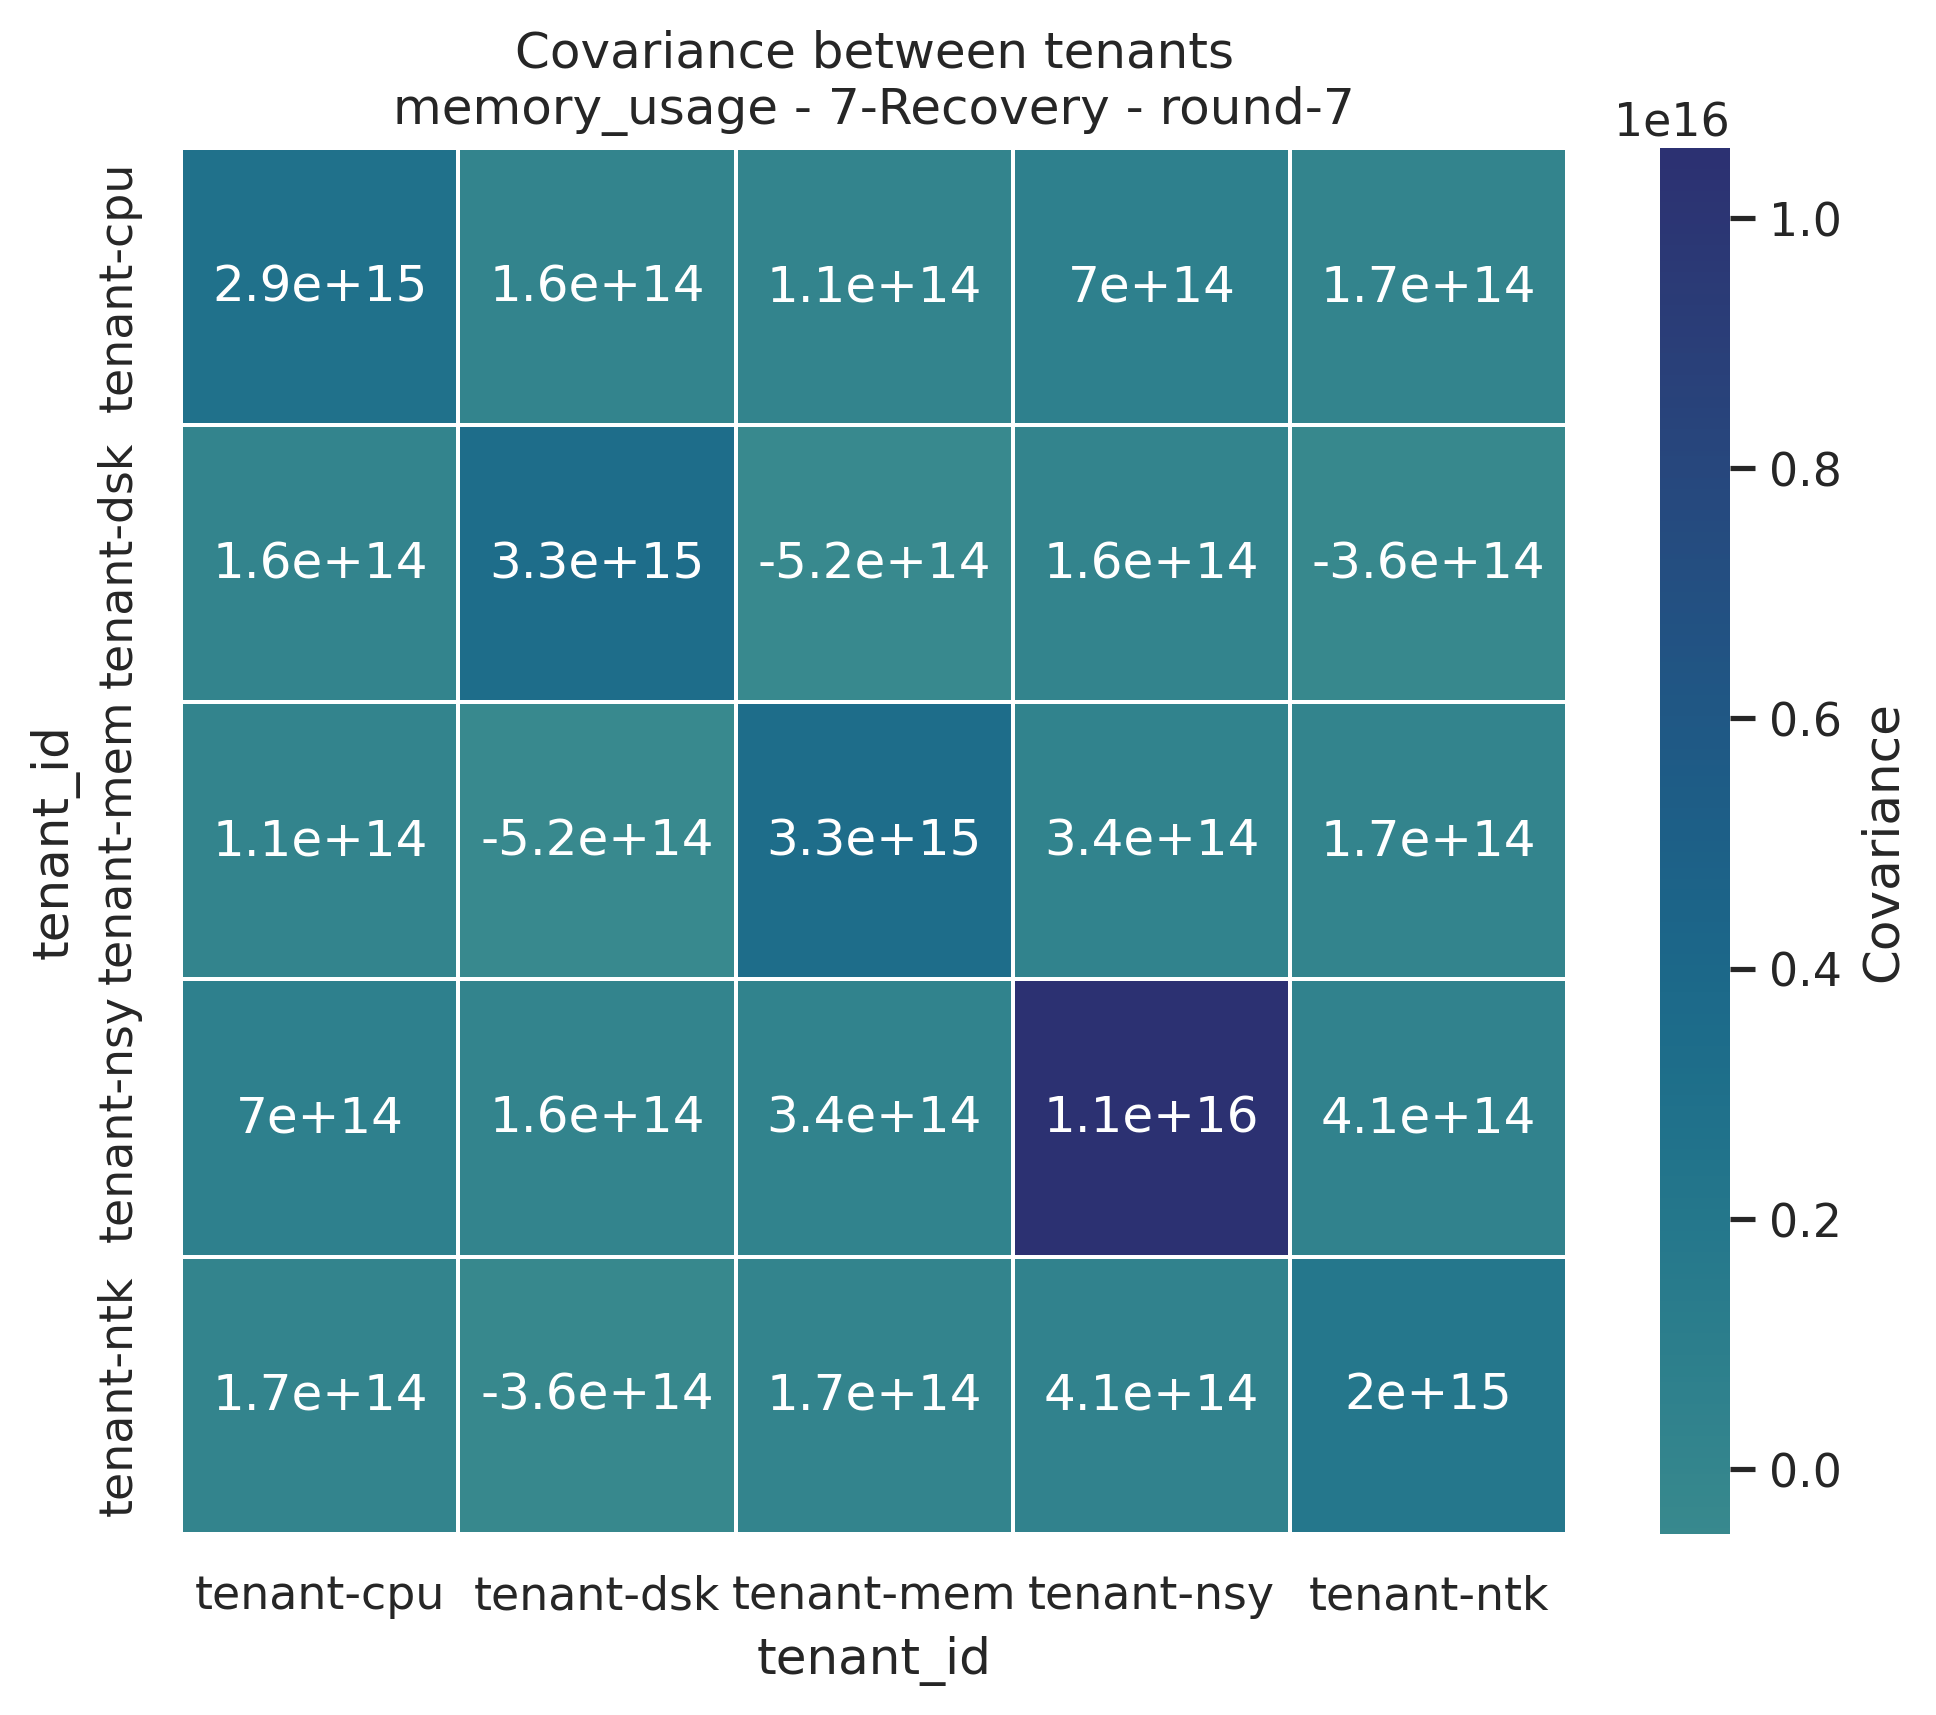 Covariance between tenants
memory_usage - 7-Recovery - round-7
1e16
tenant-cpu 2.9e+15 1.6e+14 1.1e+14 7e+14 1.7e+14
tenant-dsk 1.6e+14 3.3e+15 -5.2e+14 1.6e+14 -3.6e+14
tenant-mem 1.1e+14 -5.2e+14 3.3e+15 3.4e+14 1.7e+14
tenant-nsy 7e+14 1.6e+14 3.4e+14 1.1e+16 4.1e+14
tenant-ntk 1.7e+14 -3.6e+14 1.7e+14 4.1e+14 2e+15
tenant_id
tenant-cpu tenant-dsk tenant-mem tenant-nsy tenant-ntk
tenant_id
1.0
0.8
0.6
0.4
0.2
0.0
Covariance